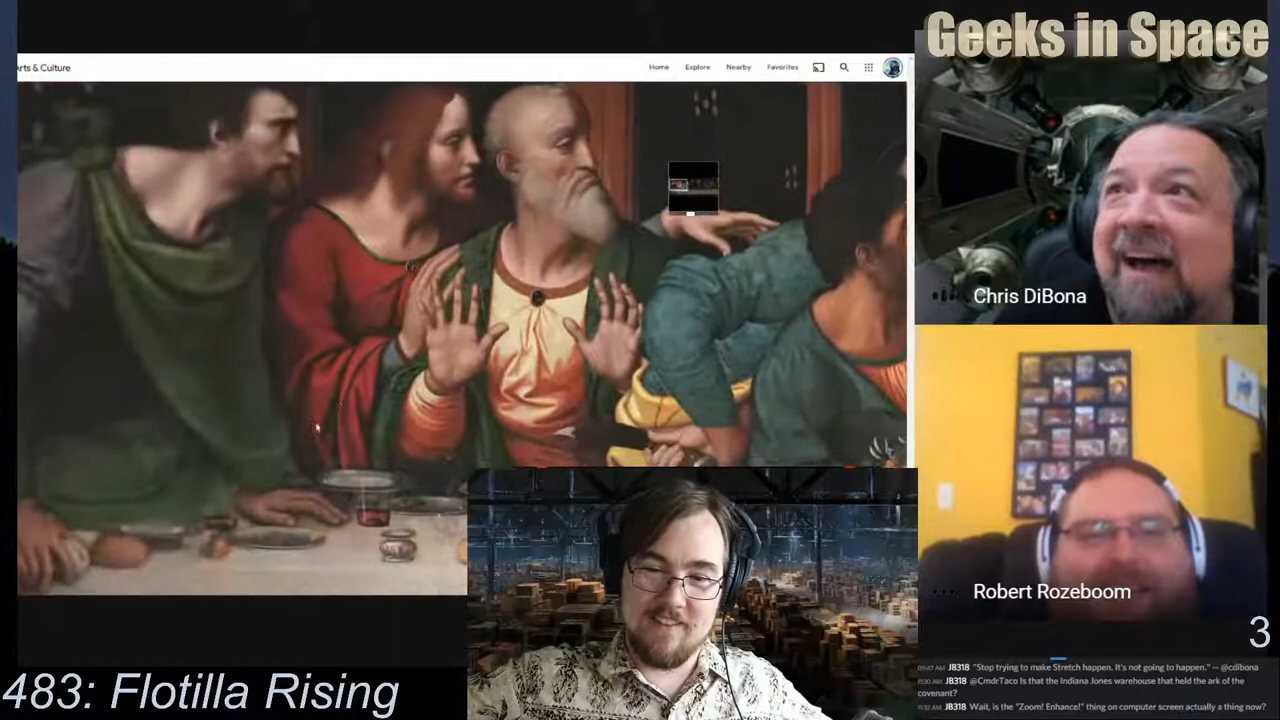 Geeks in Space
Arts & Culture
Home Explore Nearby Favorites
Chris DiBona
Robert Rozeboom
3
JB318 "Stop trying to make Stretch happen. It's not going to happen." -- @cdibona
JB318 @CmdrTaco Is that the Indiana Jones warehouse that held the ark of the
covenant?
JB318 Wait, is the "Zoom! Enhance!" thing on computer screen actually a thing now?
483: Flotilla Rising